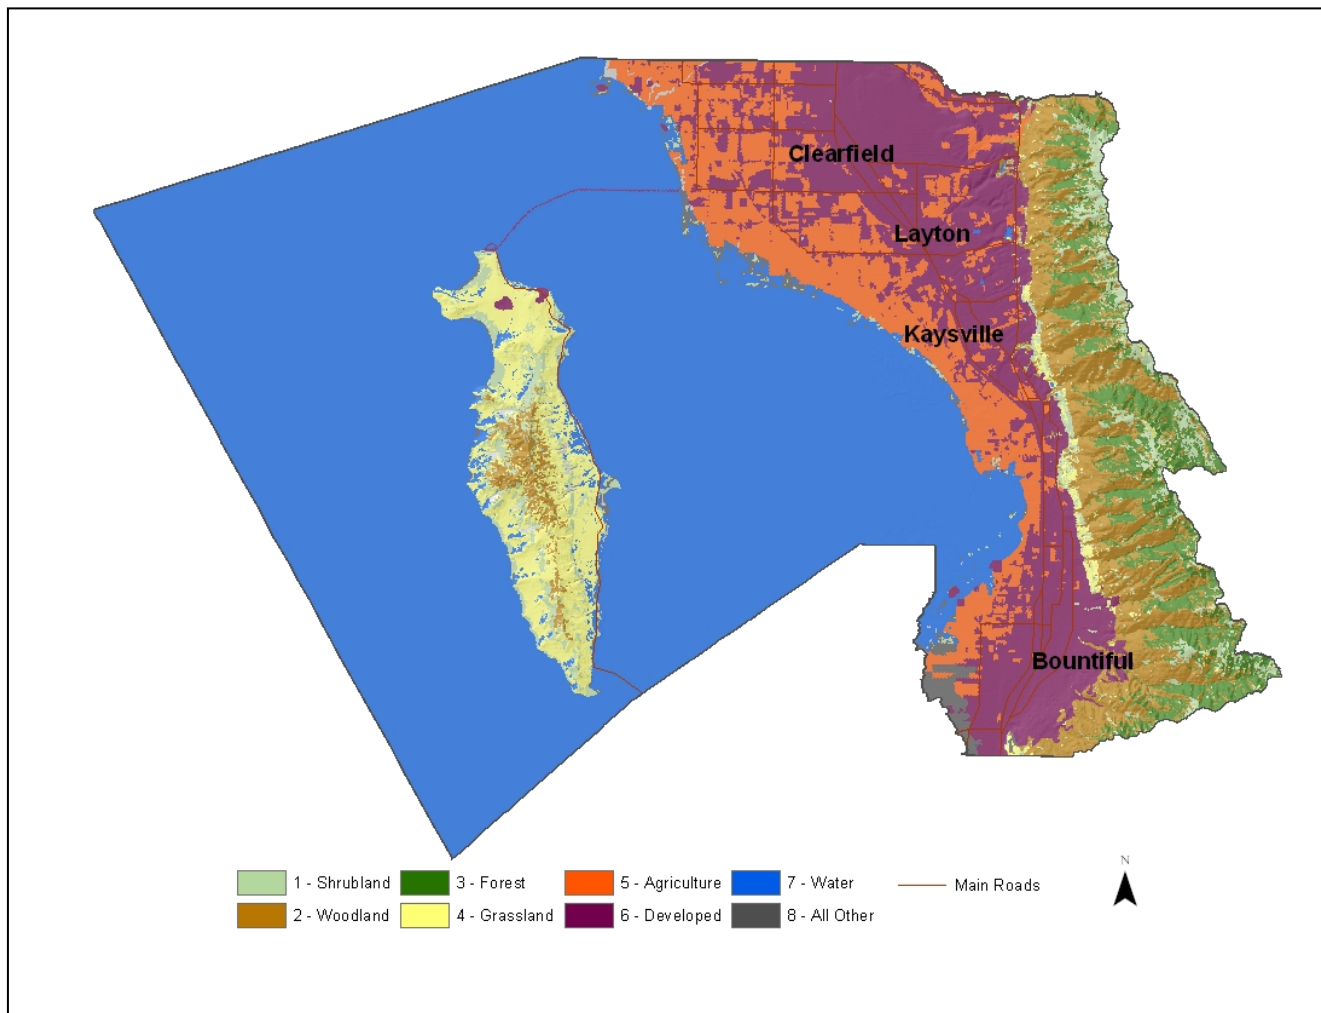 Clearfield
Layton
Kaysville
Bountiful
1 - Shrubland 3 - Forest 5 - Agriculture 7 - Water Main Roads N
2 - Woodland 4 - Grassland 6 - Developed 8 - All Other